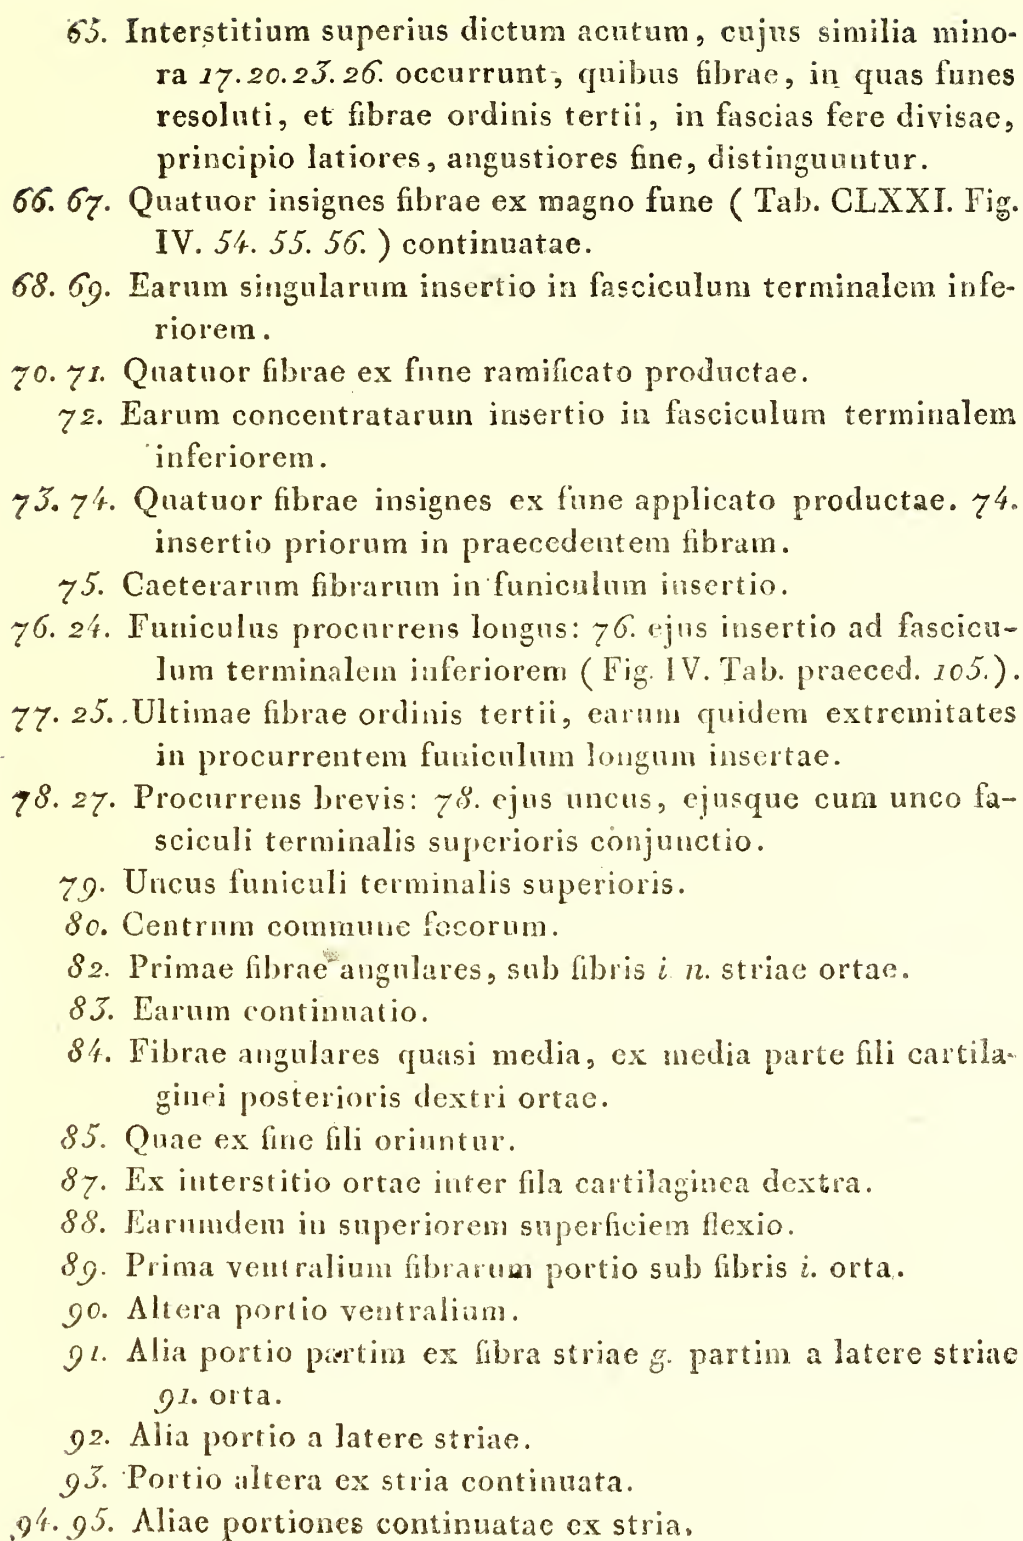 65. Interstitium superius dictum acutum, cujus similia mino-
ra 17. 20. 23. 26. occurrunt, quibus fibrae, in quas funes
resoluti, et fibrae ordinis tertii, in fascias fere divisae,
principio latiores, angustiores fine, distinguuntur.
66. 67. Quatuor insignes fibrae ex magno fune ( Tab. CLXXI. Fig.
IV. 54. 55. 56. ) continuatae.
68. 69. Earum singularum insertio in fasciculum terminalem infe-
riorem.
70. 71. Quatuor fibrae ex fune ramificato productae.
72. Earum concentratarum insertio in fasciculum terminalem
inferiorem.
73. 74. Quatuor fibrae insignes ex fune applicato productae. 74.
insertio priorum in praecedentem fibram.
75. Caeterarum fibrarum in funiculum insertio.
76. 24. Funiculus procurrens longus: 76. ejus insertio ad fascicu-
lum terminalem inferiorem ( Fig. IV. Tab. praeced. 105.).
77. 25. Ultimae fibrae ordinis tertii, earum quidem extremitates
in procurrentem funiculum longum insertae.
78. 27. Procurrens brevis: 78. ejus uncus, ejusque cum unco fa-
sciculi terminalis superioris conjunctio.
79. Uncus funiculi terminalis superioris.
80. Centrum commune focorum.
82. Primae fibrae angulares, sub fibris i n. striae ortae.
83. Earum continuatio.
84. Fibrae angulares quasi media, ex media parte fili cartila-
ginei posterioris dextri ortae.
85. Quae ex fine fili oriuntur.
87. Ex interstitio ortae inter fila cartilaginea dextra.
88. Earumdem in superiorem superficiem flexio.
89. Prima ventralium fibrarum portio sub fibris i. orta.
90. Altera portio ventralium.
91. Alia portio partim ex fibra striae g. partim a latere striae
91. orta.
92. Alia portio a latere striae.
93. Portio altera ex stria continuata.
94. 95. Aliae portiones continuatae ex stria.